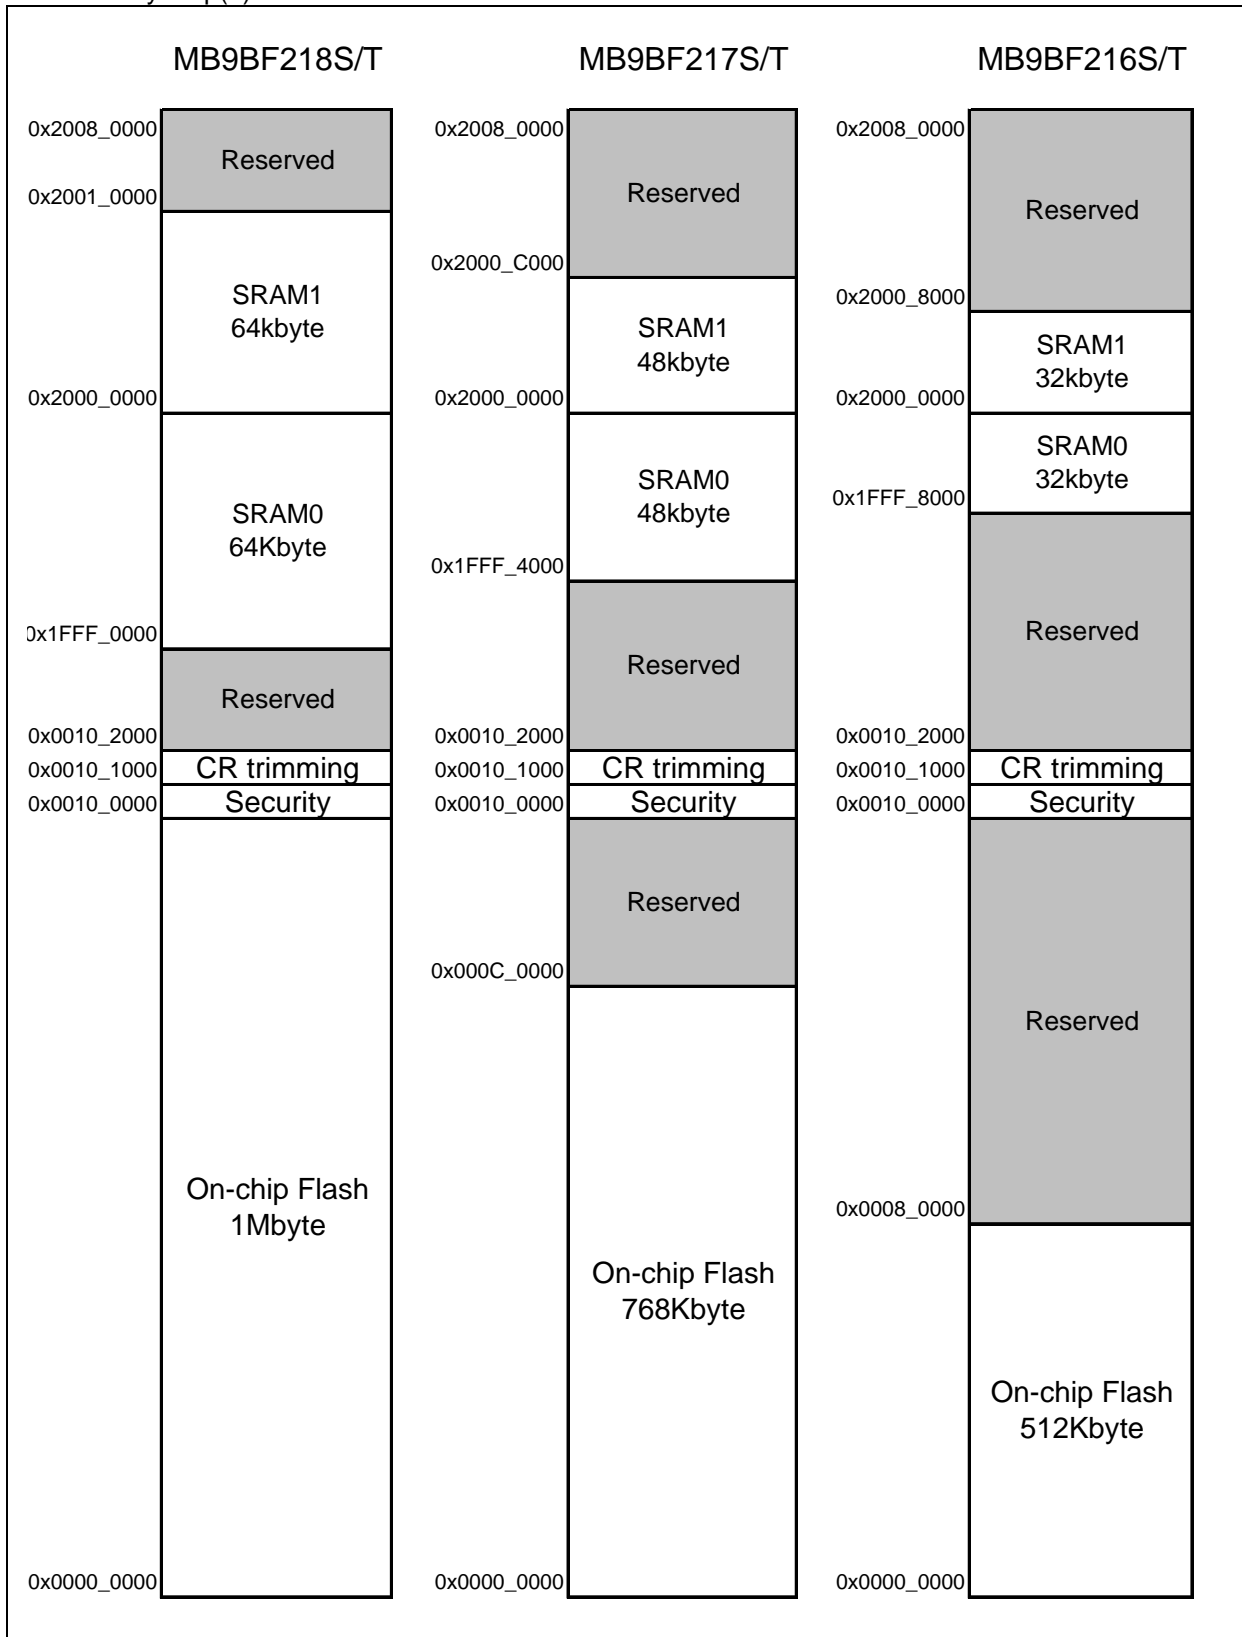 MB9BF218S/T
0x2008_0000
Reserved
0x2001_0000
SRAM1
64kbyte
0x2000_0000
SRAM0
64Kbyte
0x1FFF_0000
Reserved
0x0010_2000
CR trimming
0x0010_1000
Security
0x0010_0000
On-chip Flash
1Mbyte
0x0000_0000
MB9BF217S/T
0x2008_0000
Reserved
0x2000_C000
SRAM1
48kbyte
0x2000_0000
SRAM0
48kbyte
0x1FFF_4000
Reserved
0x0010_2000
CR trimming
0x0010_1000
Security
0x0010_0000
Reserved
0x000C_0000
On-chip Flash
768Kbyte
0x0000_0000
MB9BF216S/T
0x2008_0000
Reserved
0x2000_8000
SRAM1
32kbyte
0x2000_0000
SRAM0
32kbyte
0x1FFF_8000
Reserved
0x0010_2000
CR trimming
0x0010_1000
Security
0x0010_0000
Reserved
0x0008_0000
On-chip Flash
512Kbyte
0x0000_0000